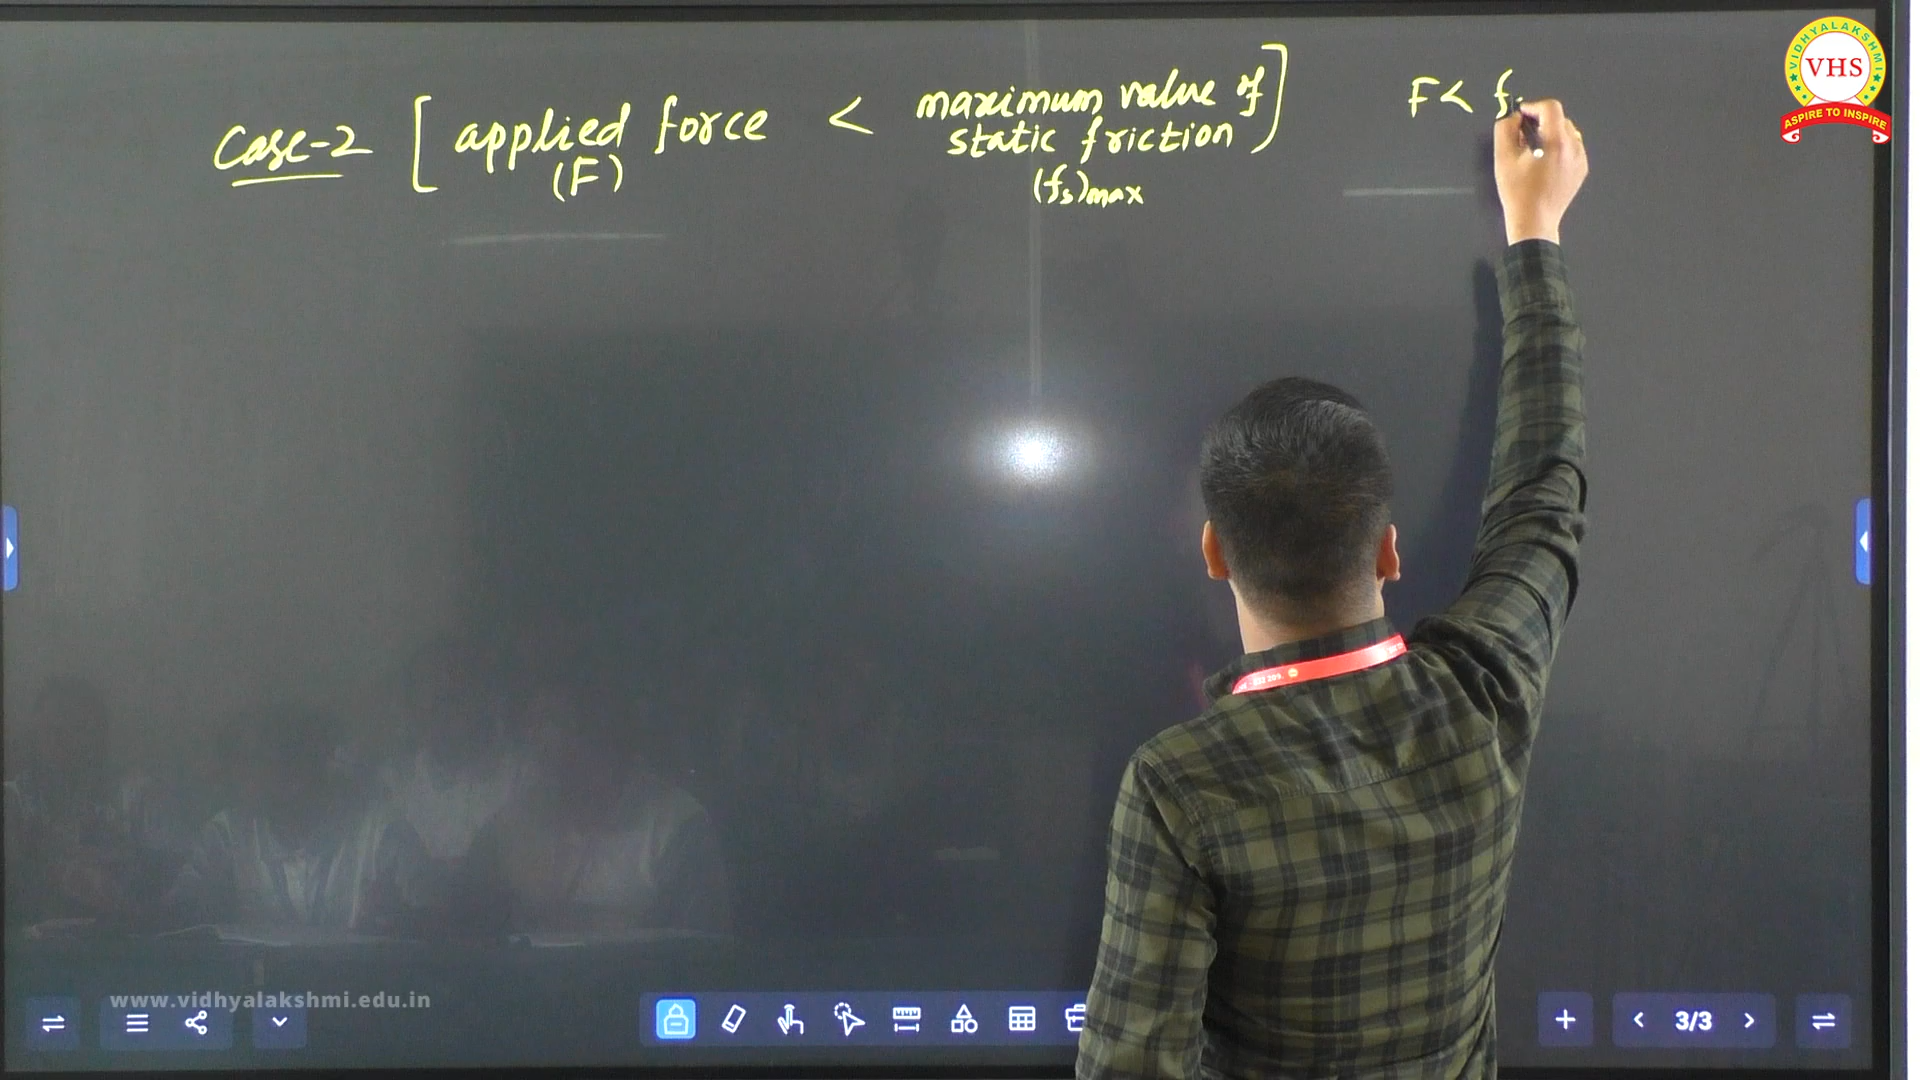 Case-2 [ applied force < maximum value of static friction ] F < f
(F) (fs)max
VIDHYALAKSHMI
VHS
ASPIRE TO INSPIRE
www.vidhyalakshmi.edu.in
3/3